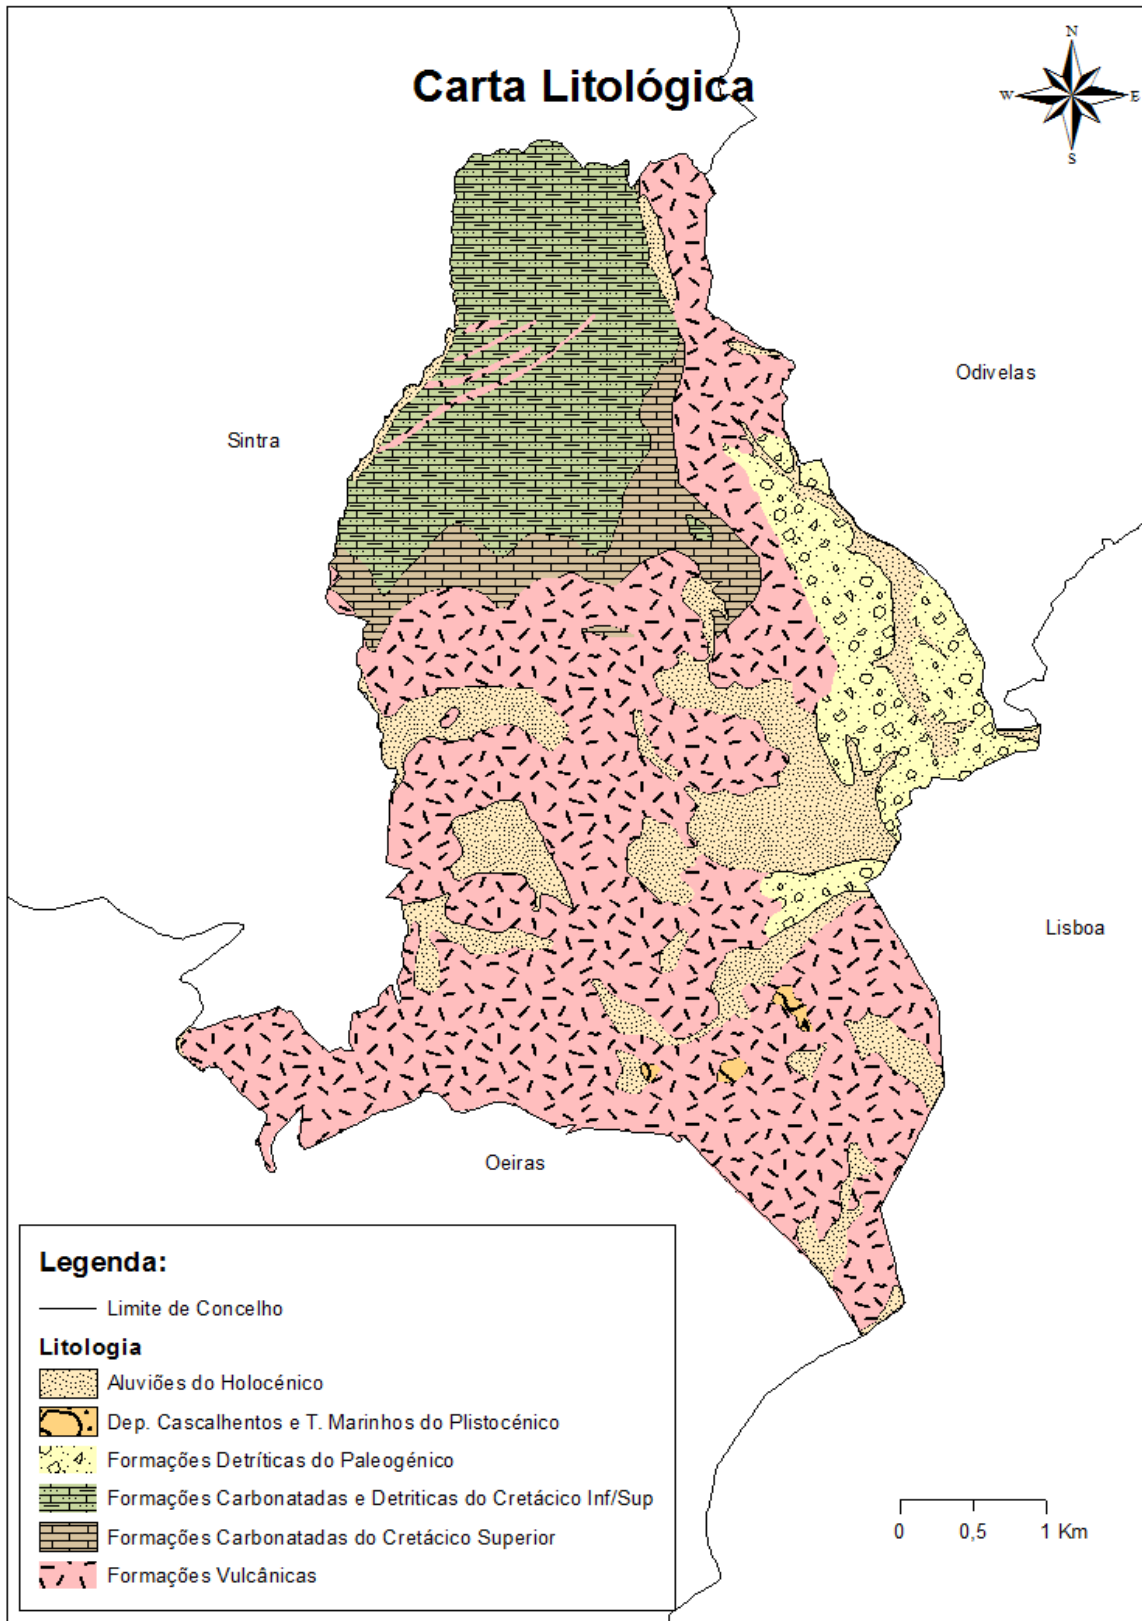 Carta Litológica
N
W
E
S
Odivelas
Sintra
Lisboa
Oeiras
Legenda:
Limite de Concelho
Litologia
Aluviões do Holocénico
Dep. Cascalhentos e T. Marinhos do Plistocénico
Formações Detríticas do Paleogénico
Formações Carbonatadas e Detriticas do Cretácico Inf/Sup
Formações Carbonatadas do Cretácico Superior
Formações Vulcânicas
0 0,5 1 Km